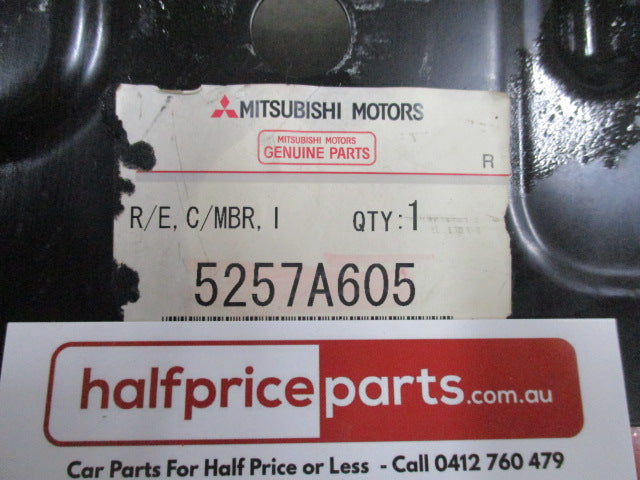 MITSUBISHI MOTORS
MITSUBISHI MOTORS
GENUINE PARTS
R
R/E, C/MBR, I QTY:1
5257A605
halfpriceparts.com.au
Car Parts For Half Price or Less - Call 0412 760 479